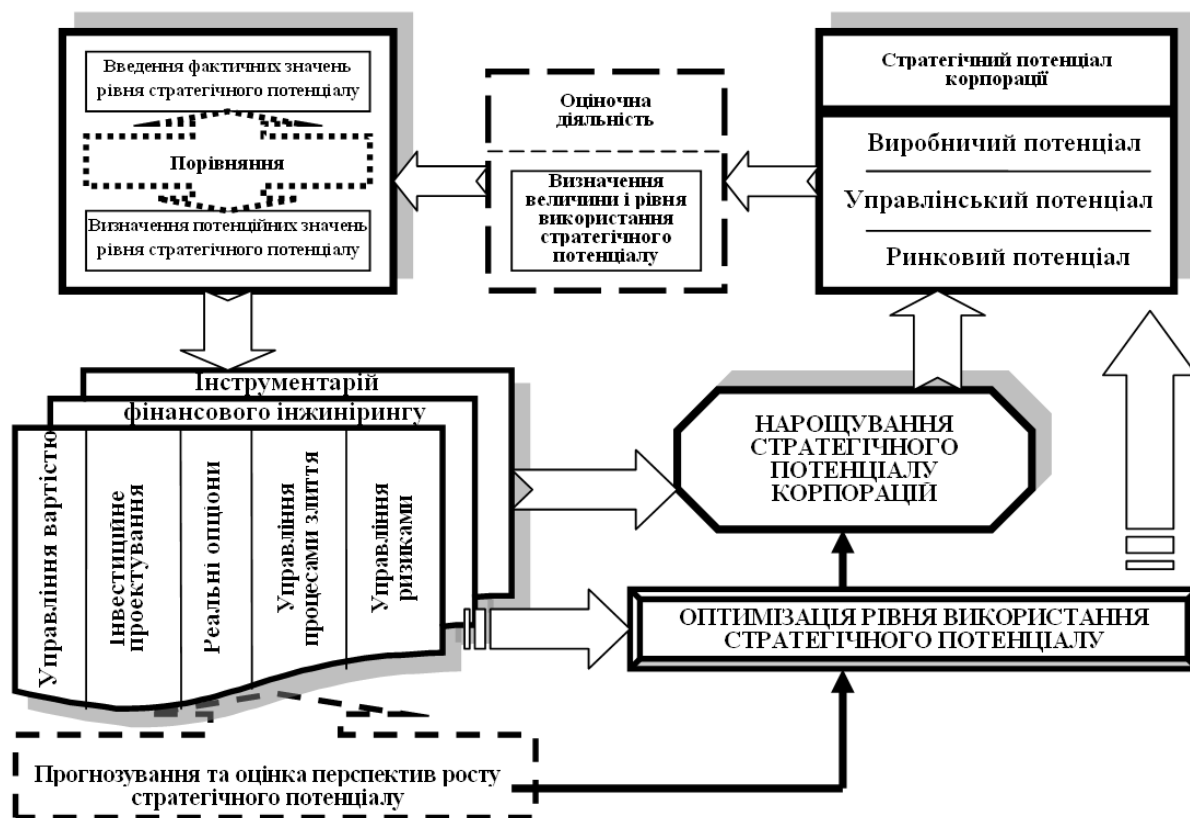 Введення фактичних значень
рівня стратегічного потенціалу
Порівняння
Визначення потенційних значень
рівня стратегічного потенціалу
Оціночна
діяльність
Визначення
величини і рівня
використання
стратегічного
потенціалу
Стратегічний потенціал
корпорації
Виробничий потенціал
Управлінський потенціал
Ринковий потенціал
Інструментарій
фінансового інжинірингу
Управління вартістю
Інвестиційне
проектування
Реальні опціони
Управління
процесами злиття
Управління
ризиками
НАРОЩУВАННЯ
СТРАТЕГІЧНОГО
ПОТЕНЦІАЛУ
КОРПОРАЦІЙ
ОПТИМІЗАЦІЯ РІВНЯ ВИКОРИСТАННЯ
СТРАТЕГІЧНОГО ПОТЕНЦІАЛУ
Прогнозування та оцінка перспектив росту
стратегічного потенціалу